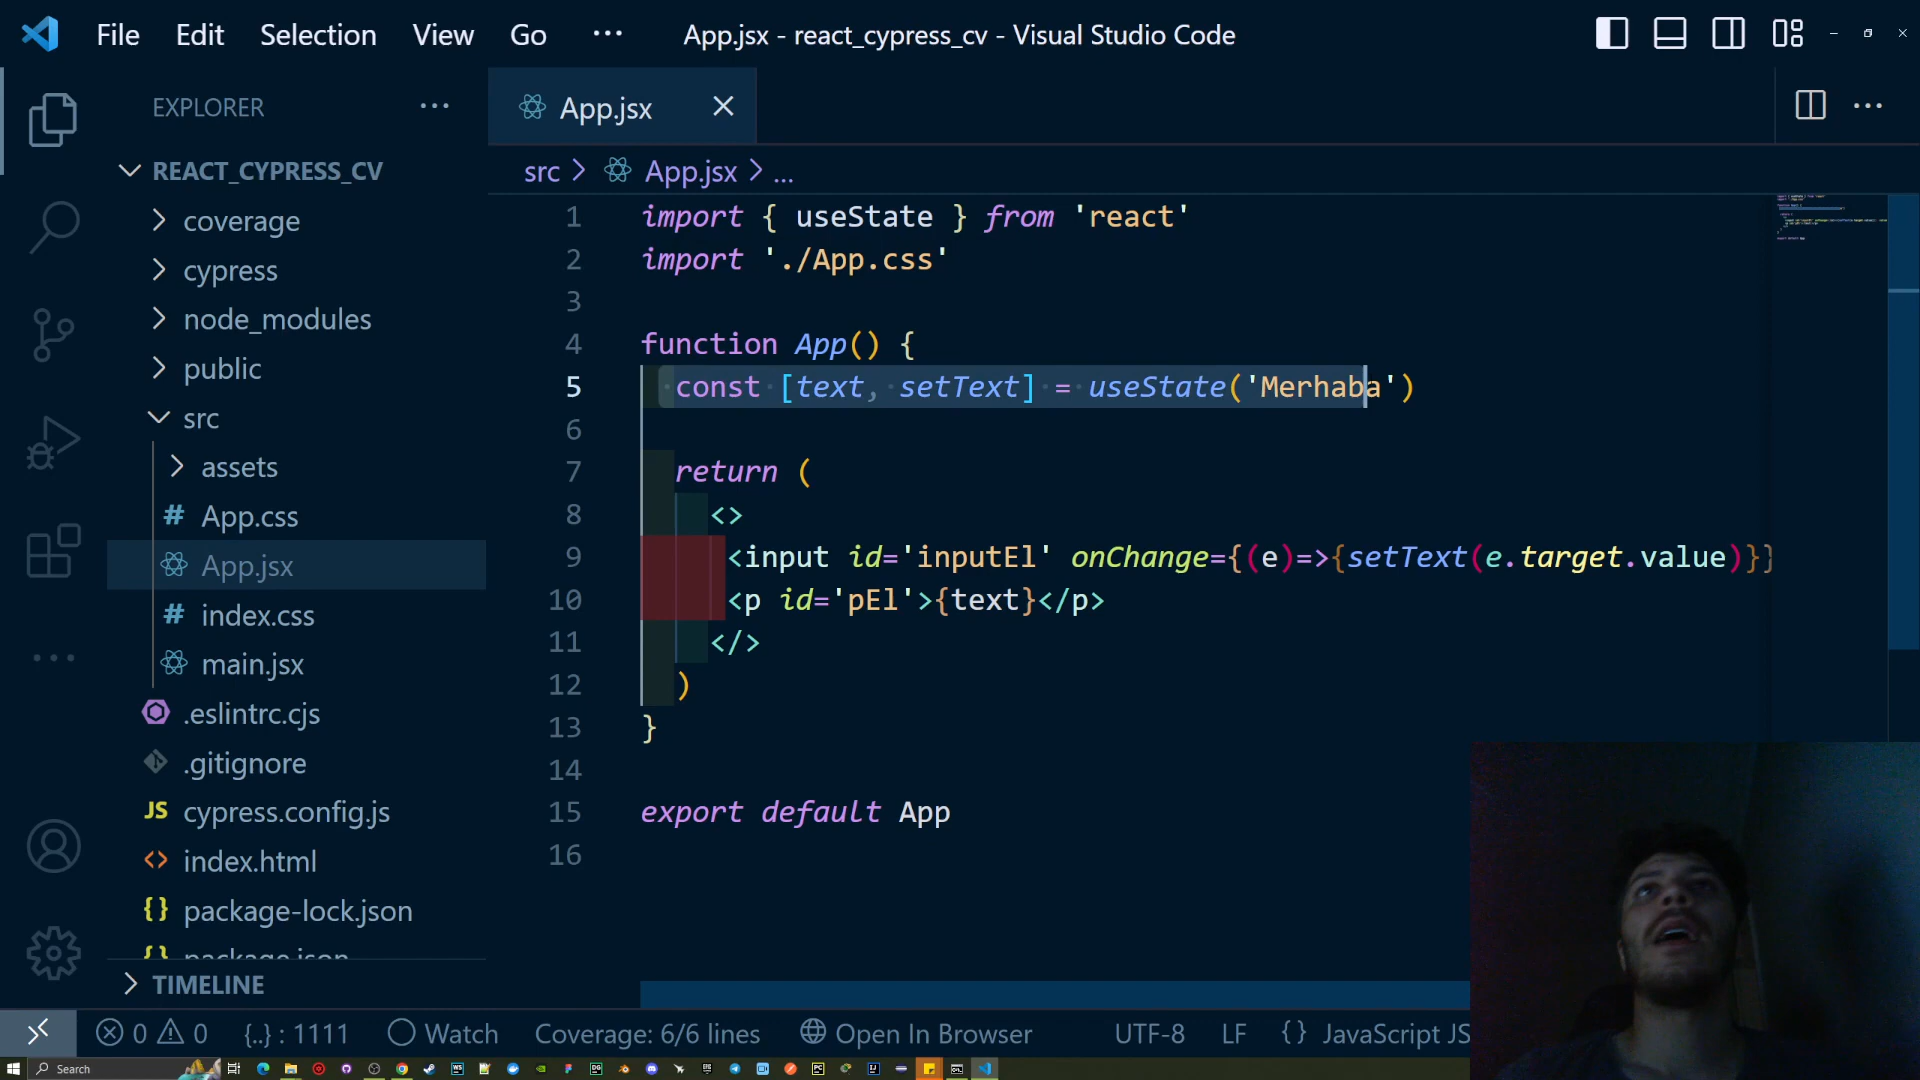 File Edit Selection View Go ··· App.jsx - react_cypress_cv - Visual Studio Code
EXPLORER ···
App.jsx
REACT_CYPRESS_CV
src > App.jsx > ...
coverage
cypress
node_modules
public
src
assets
App.css
App.jsx
index.css
main.jsx
.eslintrc.cjs
.gitignore
cypress.config.js
index.html
package-lock.json
package.json
TIMELINE
1 import { useState } from 'react'
2 import './App.css'
3
4 function App() {
5 const [text, setText] = useState('Merhaba')
6
7 return (
8 <>
9 <input id='inputEl' onChange={(e)=>{setText(e.target.value)}}
10 <p id='pEl'>{text}</p>
11 </>
12 )
13 }
14
15 export default App
16
0 0 {..} : 1111 Watch Coverage: 6/6 lines Open In Browser UTF-8 LF {} JavaScript JS
Search